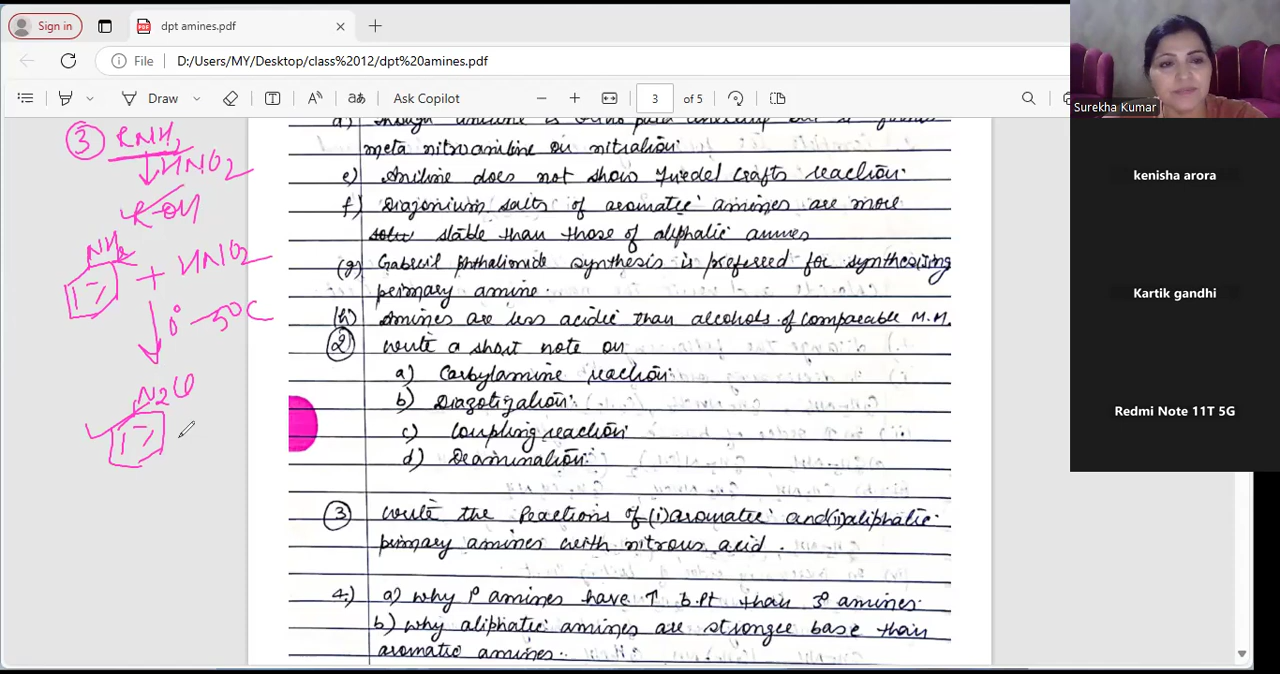 Sign in
dpt amines.pdf
File
D:/Users/MY/Desktop/class%2012/dpt%20amines.pdf
Draw
Ask Copilot
3 of 5
Surekha Kumar
kenisha arora
Kartik gandhi
Redmi Note 11T 5G
3 RNH2
HNO2
R-OH
NH2
+ HNO2
0° - 5°C
N2Cl
meta nitroaniline on nitration.
e) Aniline does not show Friedel Crafts reaction.
f) Diazonium salts of aromatic amines are more
stable than those of aliphatic amines
(g) Gabriel phthalimide synthesis is preferred for synthesizing
primary amine.
(h) Amines are less acidic than alcohols of comparable M.M.
2 Write a short note on
a) Carbylamine reaction.
b) Diazotization.
c) Coupling reaction
d) Deamination.
3 Write the Reactions of (i) aromatic and (ii) aliphatic
primary amines with nitrous acid.
4.) a) Why 1° amines have ↑ b.pt than 3° amines.
b) Why aliphatic amines are stronger base than
aromatic amines.